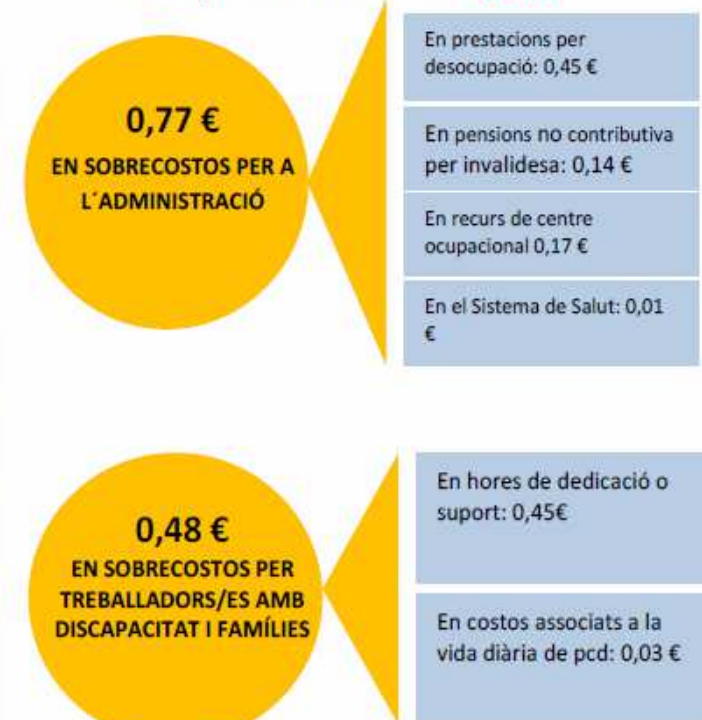 0,77 €
EN SOBRECOSTOS PER A
L´ADMINISTRACIÓ
En prestacions per
desocupació: 0,45 €
En pensions no contributiva
per invalidesa: 0,14 €
En recurs de centre
ocupacional 0,17 €
En el Sistema de Salut: 0,01
€
0,48 €
EN SOBRECOSTOS PER
TREBALLADORS/ES AMB
DISCAPACITAT I FAMÍLIES
En hores de dedicació o
suport: 0,45€
En costos associats a la
vida diària de pcd: 0,03 €